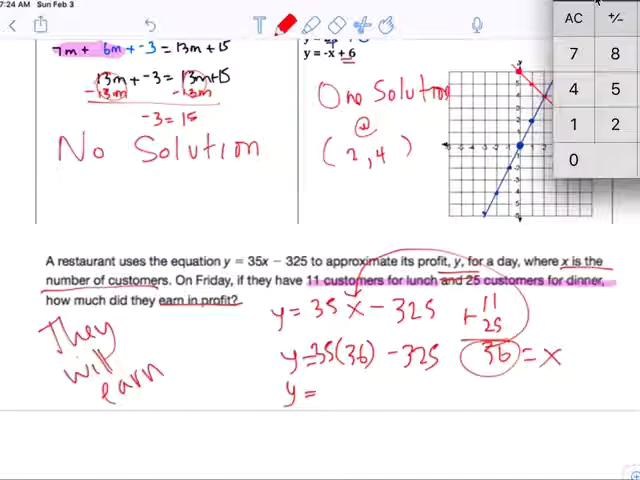 7:24 AM Sun Feb 3
7m + 6m + -3 = 13m + 15
13m + -3 = 13m + 15
-13m -13m
-3 = 15
No Solution
y = -x + 6
One Solution
@
(2,4)
AC +/-
7 8
4 5
1 2
0
A restaurant uses the equation y = 35x − 325 to approximate its profit, y, for a day, where x is the
number of customers. On Friday, if they have 11 customers for lunch and 25 customers for dinner,
how much did they earn in profit?
y = 35x - 325
11
+ 25
36 = x
y = 35(36) - 325
y =
They
will
earn